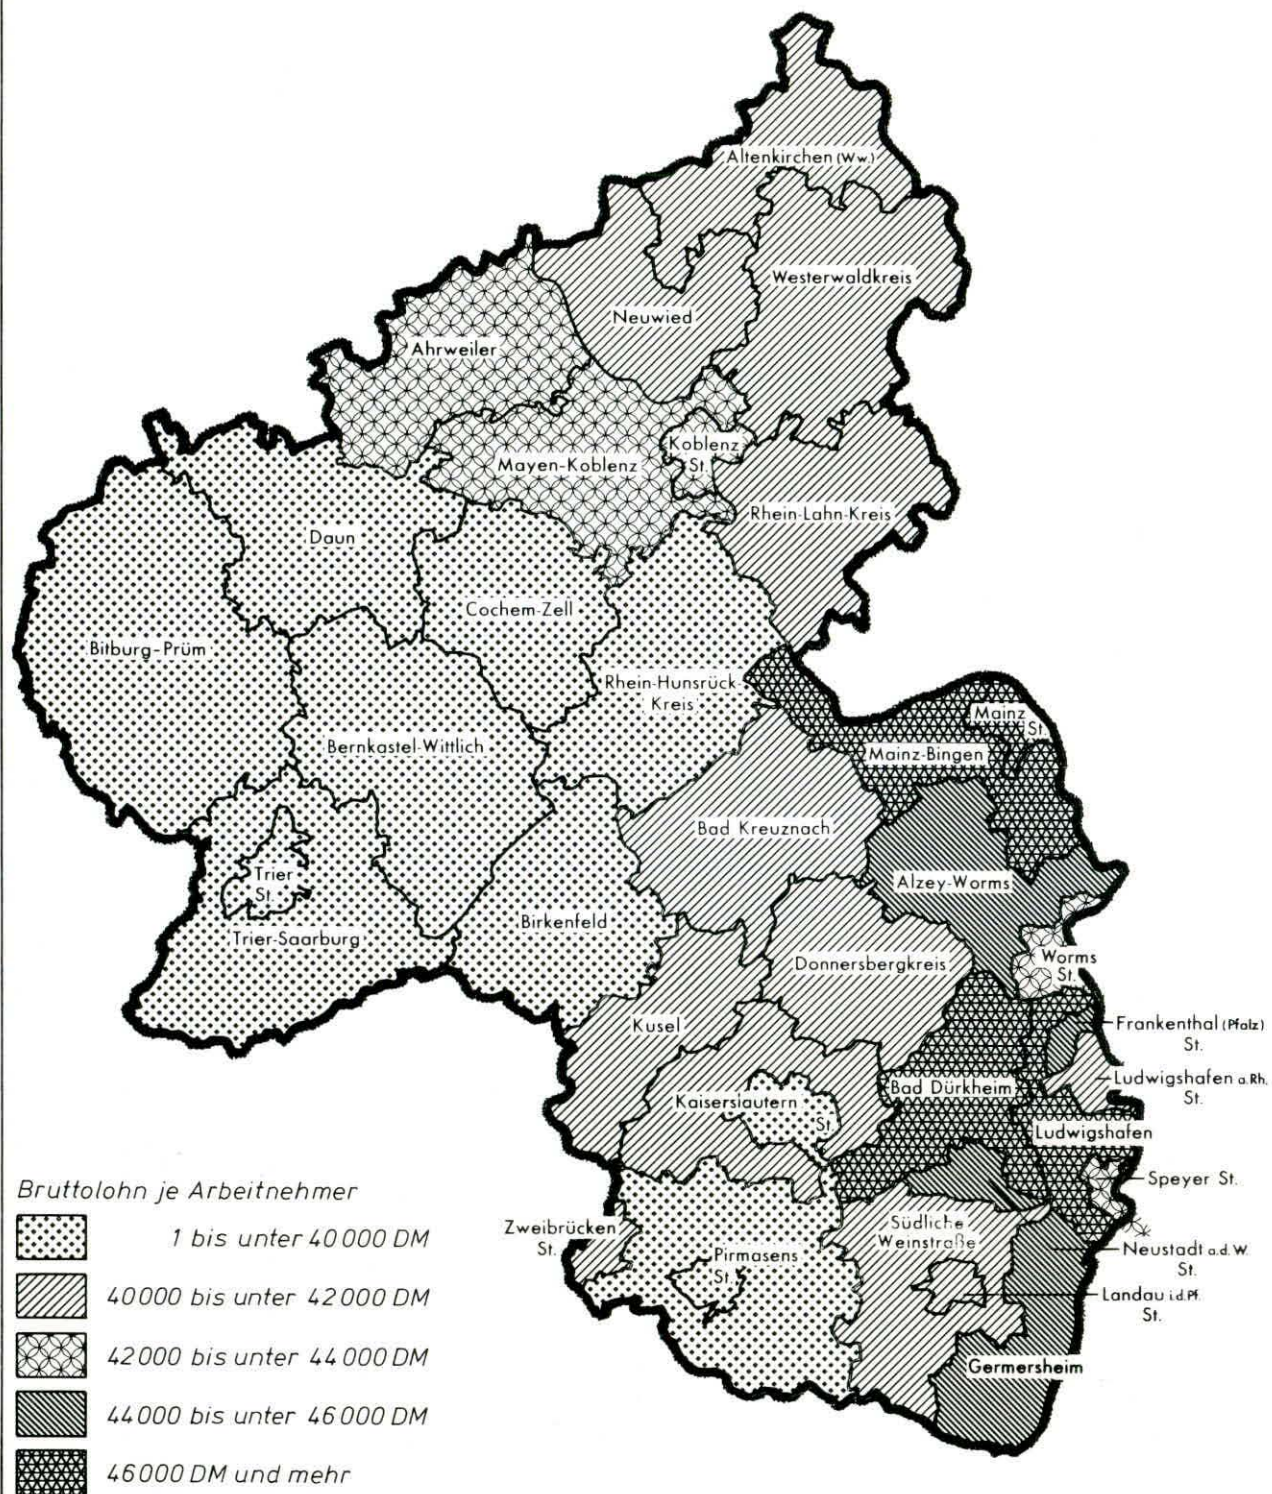 Altenkirchen (Ww.)
Westerwaldkreis
Neuwied
Ahrweiler
Koblenz
St.
Mayen-Koblenz
Rhein-Lahn-Kreis
Daun
Cochem-Zell
Bitburg-Prüm
Rhein-Hunsrück-
Kreis
Mainz
St.
Mainz-Bingen
Bernkastel-Wittlich
Bad Kreuznach
Alzey-Worms
Trier
St.
Birkenfeld
Trier-Saarburg
Donnersbergkreis
Worms
St.
Kusel
Frankenthal (Pfalz)
St.
Ludwigshafen a.Rh.
St.
Bad Dürkheim
Kaiserslautern
St.
Ludwigshafen
Speyer St.
Zweibrücken
St.
Pirmasens
St.
Südliche
Weinstraße
Neustadt a.d.W.
St.
Landau i.d.Pf.
St.
Germersheim
Bruttolohn je Arbeitnehmer
1 bis unter 40 000 DM
40 000 bis unter 42 000 DM
42 000 bis unter 44 000 DM
44 000 bis unter 46 000 DM
46 000 DM und mehr